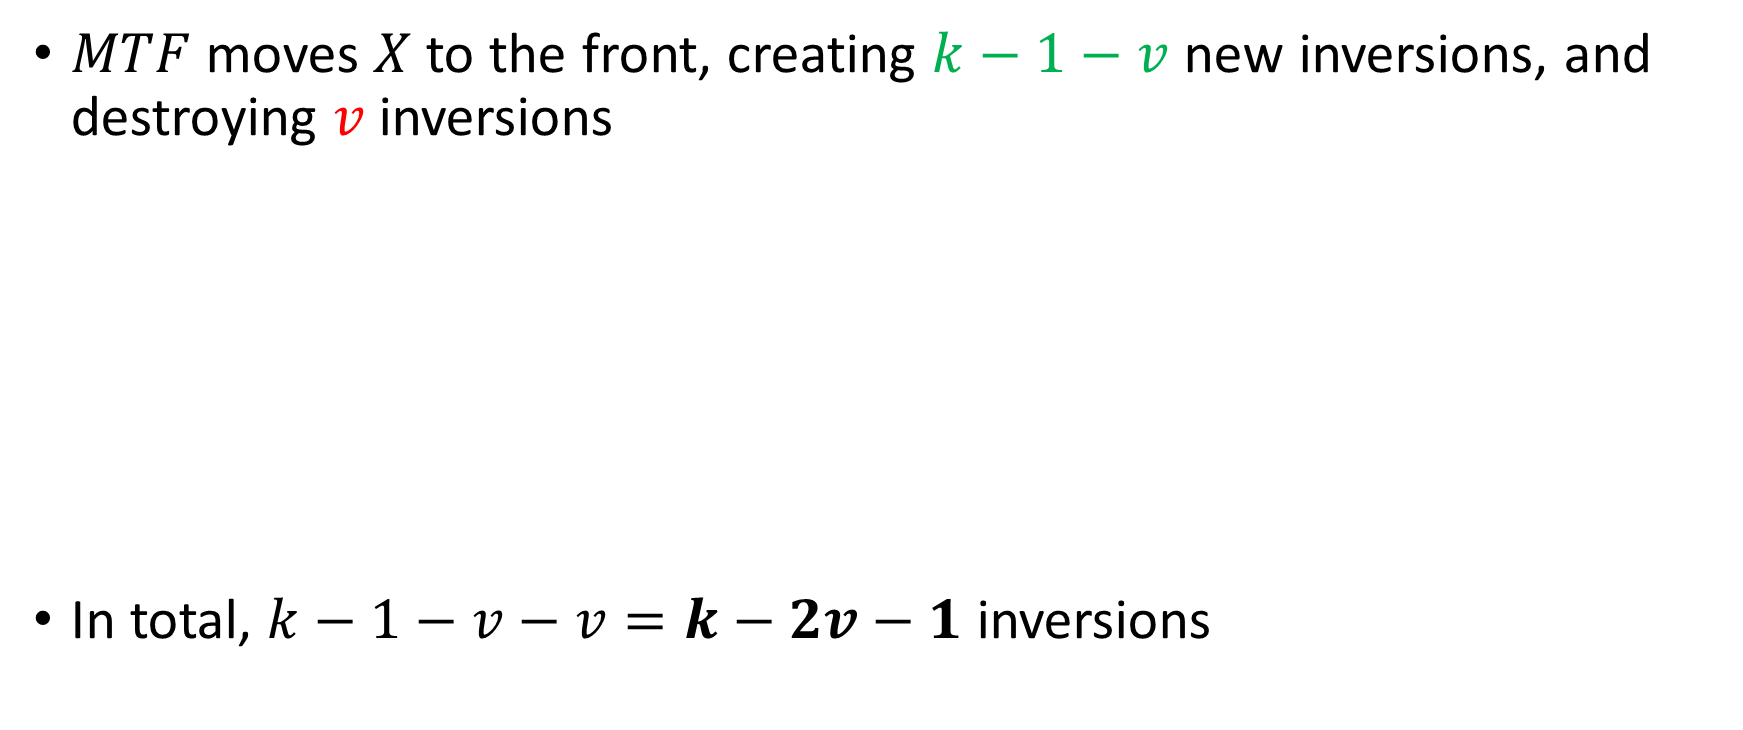 • MTF moves X to the front, creating k − 1 − v new inversions, and
destroying v inversions
• In total, k − 1 − v − v = k − 2v − 1 inversions